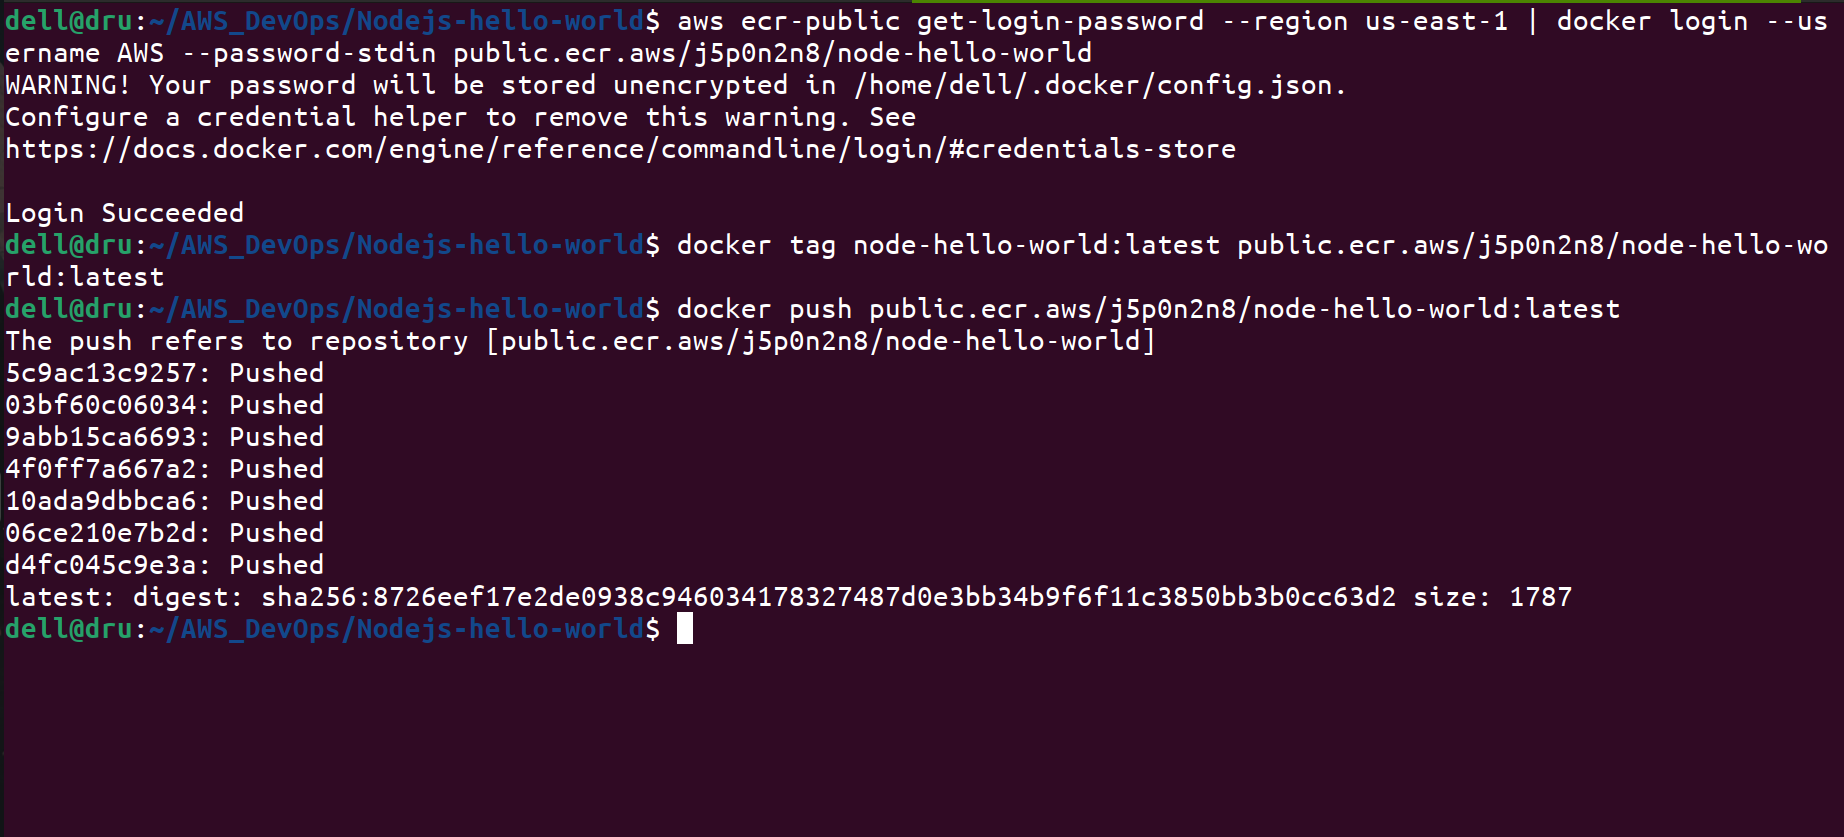 dell@dru:~/AWS_DevOps/Nodejs-hello-world$ aws ecr-public get-login-password --region us-east-1 | docker login --us
ername AWS --password-stdin public.ecr.aws/j5p0n2n8/node-hello-world
WARNING! Your password will be stored unencrypted in /home/dell/.docker/config.json.
Configure a credential helper to remove this warning. See
https://docs.docker.com/engine/reference/commandline/login/#credentials-store

Login Succeeded
dell@dru:~/AWS_DevOps/Nodejs-hello-world$ docker tag node-hello-world:latest public.ecr.aws/j5p0n2n8/node-hello-wo
rld:latest
dell@dru:~/AWS_DevOps/Nodejs-hello-world$ docker push public.ecr.aws/j5p0n2n8/node-hello-world:latest
The push refers to repository [public.ecr.aws/j5p0n2n8/node-hello-world]
5c9ac13c9257: Pushed
03bf60c06034: Pushed
9abb15ca6693: Pushed
4f0ff7a667a2: Pushed
10ada9dbbca6: Pushed
06ce210e7b2d: Pushed
d4fc045c9e3a: Pushed
latest: digest: sha256:8726eef17e2de0938c946034178327487d0e3bb34b9f6f11c3850bb3b0cc63d2 size: 1787
dell@dru:~/AWS_DevOps/Nodejs-hello-world$